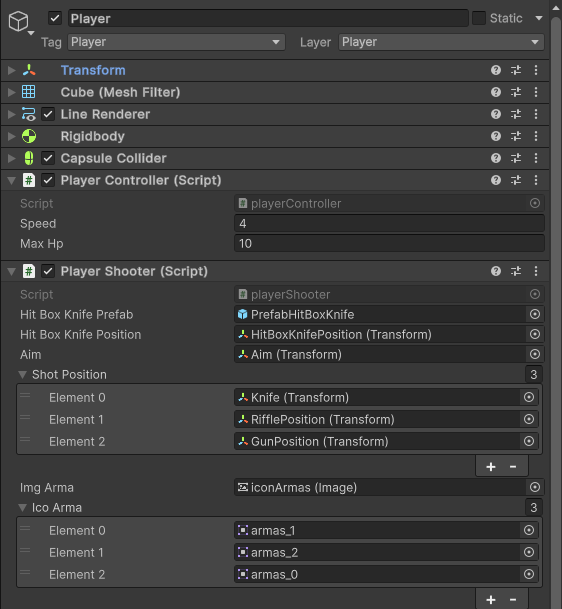 Player Static
Tag Player Layer Player
Transform
Cube (Mesh Filter)
Line Renderer
Rigidbody
Capsule Collider
# Player Controller (Script)
Script # playerController
Speed 4
Max Hp 10
# Player Shooter (Script)
Script # playerShooter
Hit Box Knife Prefab PrefabHitBoxKnife
Hit Box Knife Position HitBoxKnifePosition (Transform)
Aim Aim (Transform)
Shot Position 3
Element 0 Knife (Transform)
Element 1 RifflePosition (Transform)
Element 2 GunPosition (Transform)
+ -
Img Arma iconArmas (Image)
Ico Arma 3
Element 0 armas_1
Element 1 armas_2
Element 2 armas_0
+ -